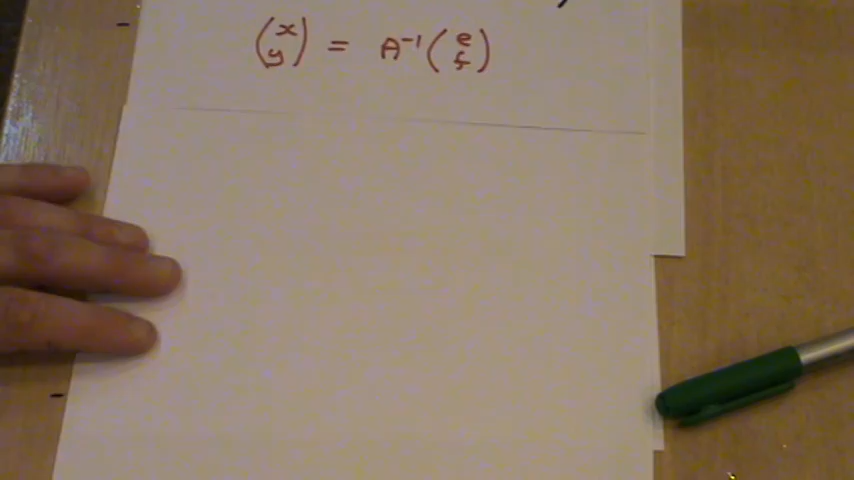 (x y) = A⁻¹ (e f)